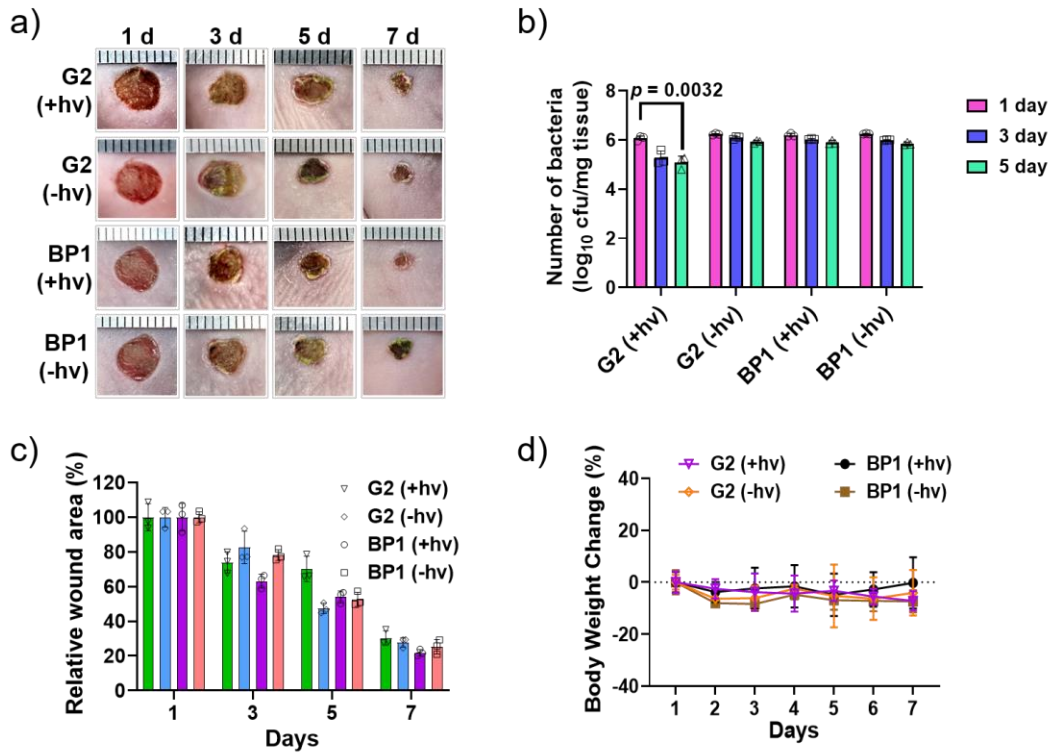 a)
1 d 3 d 5 d 7 d
G2
(+hv)
G2
(-hv)
BP1
(+hv)
BP1
(-hv)
b)
p = 0.0032
Number of bacteria
(log10 cfu/mg tissue)
8
6
4
2
0
G2 (+hv)
G2 (-hv)
BP1 (+hv)
BP1 (-hv)
1 day
3 day
5 day
c)
Relative wound area (%)
120
100
80
60
40
20
0
1 3 5 7
Days
G2 (+hv)
G2 (-hv)
BP1 (+hv)
BP1 (-hv)
d)
Body Weight Change (%)
40
20
0
-20
-40
1 2 3 4 5 6 7
Days
G2 (+hv) BP1 (+hv)
G2 (-hv) BP1 (-hv)